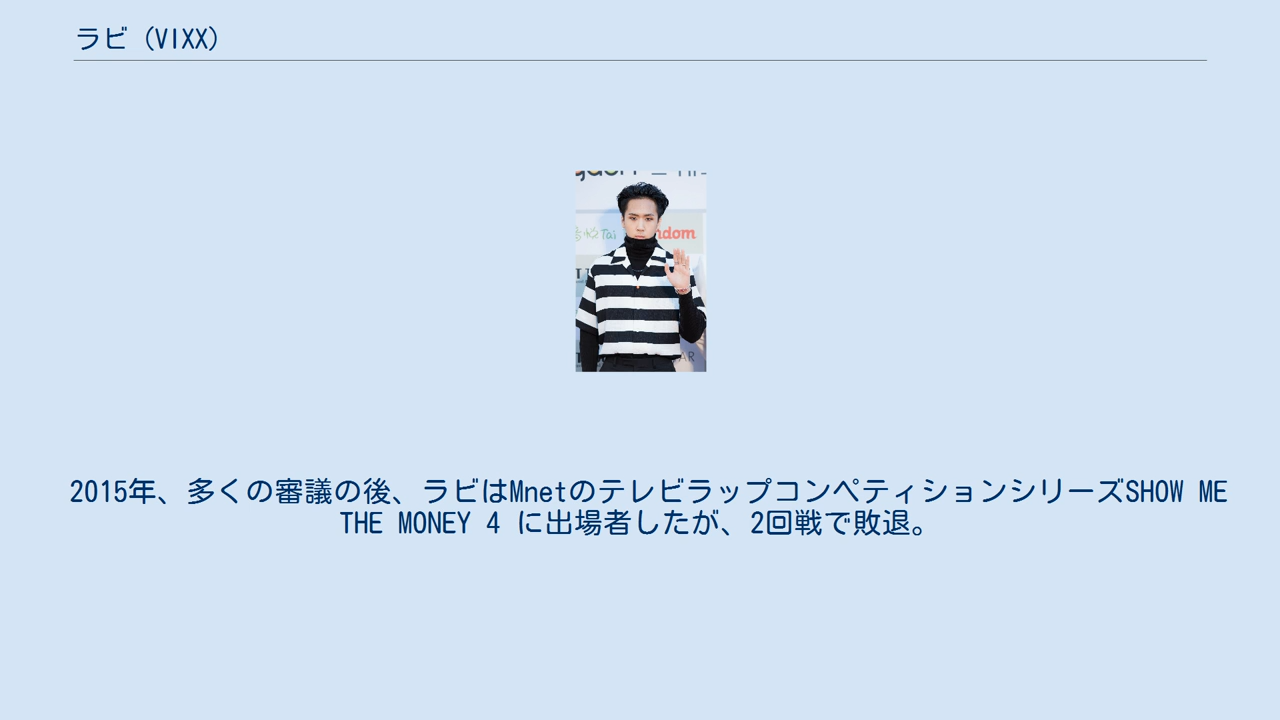 ラビ（VIXX）
Tai
ndom
AR
2015年、多くの審議の後、ラビはMnetのテレビラップコンペティションシリーズSHOW ME
THE MONEY 4 に出場者したが、2回戦で敗退。